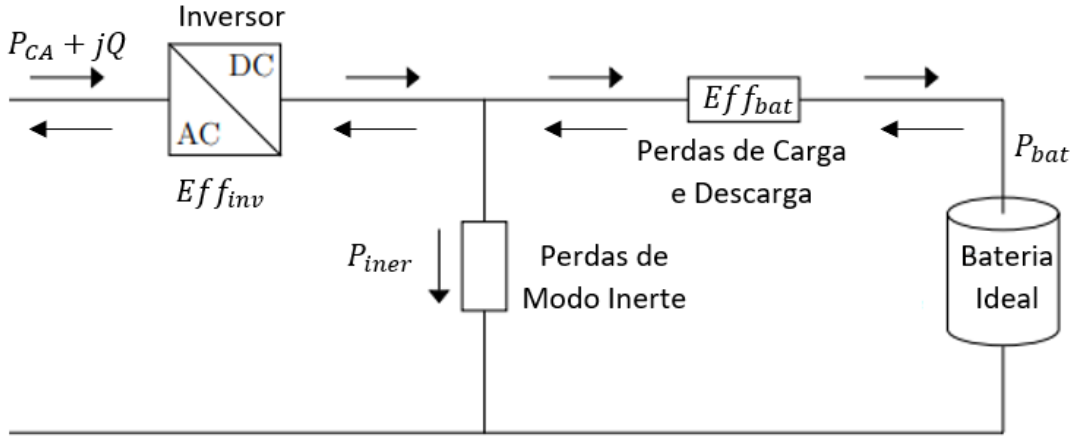 Inversor
P_CA + jQ
DC
AC
Eff_inv
Eff_bat
Perdas de Carga
e Descarga
P_bat
P_iner
Perdas de
Modo Inerte
Bateria
Ideal